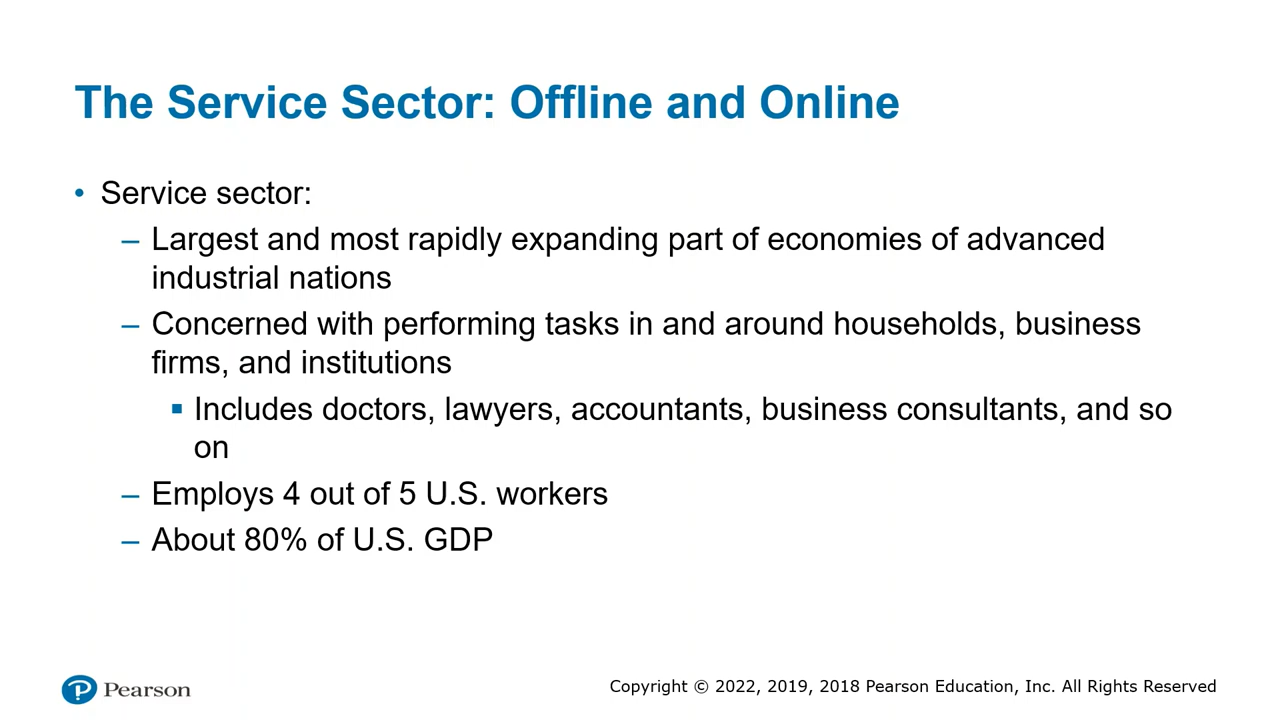 The Service Sector: Offline and Online
• Service sector:
– Largest and most rapidly expanding part of economies of advanced
industrial nations
– Concerned with performing tasks in and around households, business
firms, and institutions
▪ Includes doctors, lawyers, accountants, business consultants, and so
on
– Employs 4 out of 5 U.S. workers
– About 80% of U.S. GDP
Pearson
Copyright © 2022, 2019, 2018 Pearson Education, Inc. All Rights Reserved